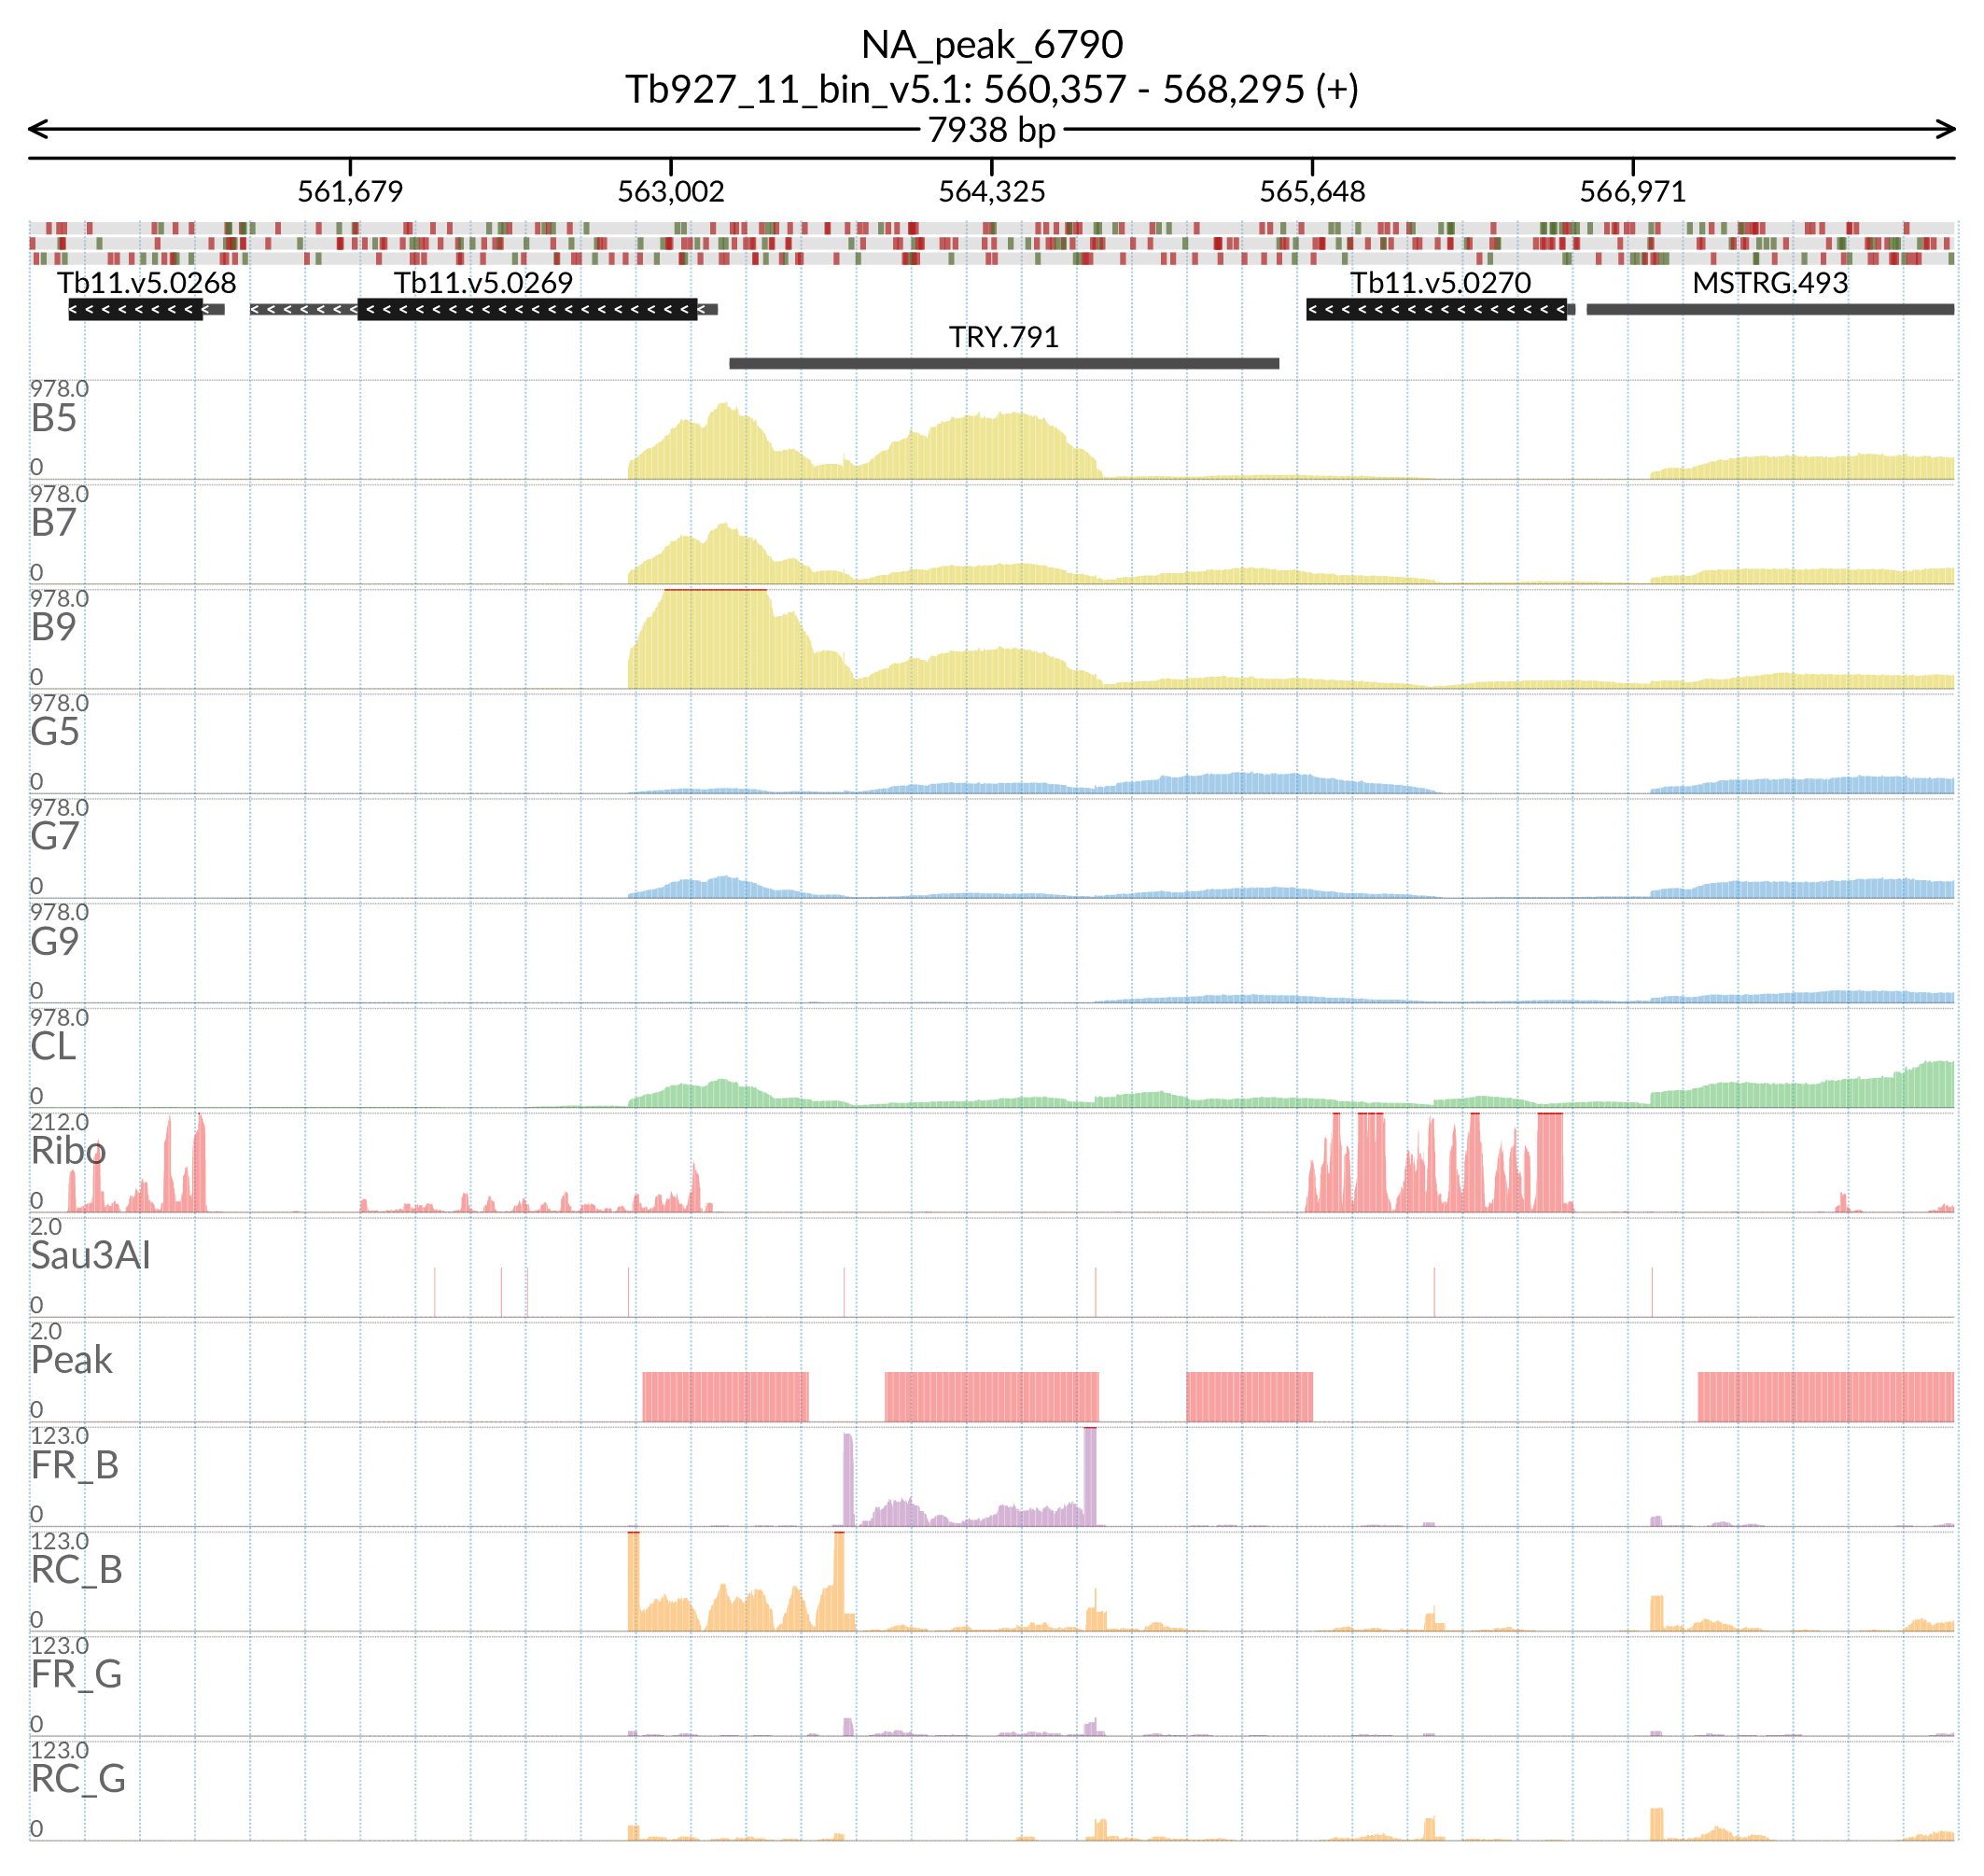 NA_peak_6790
Tb927_11_bin_v5.1: 560,357 - 568,295 (+)
7938 bp
561,679 563,002 564,325 565,648 566,971
Tb11.v5.0268 Tb11.v5.0269 Tb11.v5.0270 MSTRG.493
TRY.791
978.0
B5
0
978.0
B7
0
978.0
B9
0
978.0
G5
0
978.0
G7
0
978.0
G9
0
978.0
CL
0
212.0
Ribo
0
2.0
Sau3AI
0
2.0
Peak
0
123.0
FR_B
0
123.0
RC_B
0
123.0
FR_G
0
123.0
RC_G
0